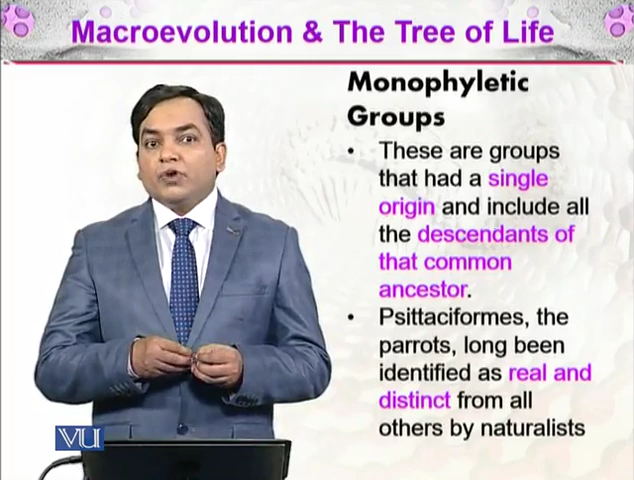 Macroevolution & The Tree of Life
Monophyletic
Groups
• These are groups
that had a single
origin and include all
the descendants of
that common
ancestor.
• Psittaciformes, the
parrots, long been
identified as real and
distinct from all
others by naturalists
VU